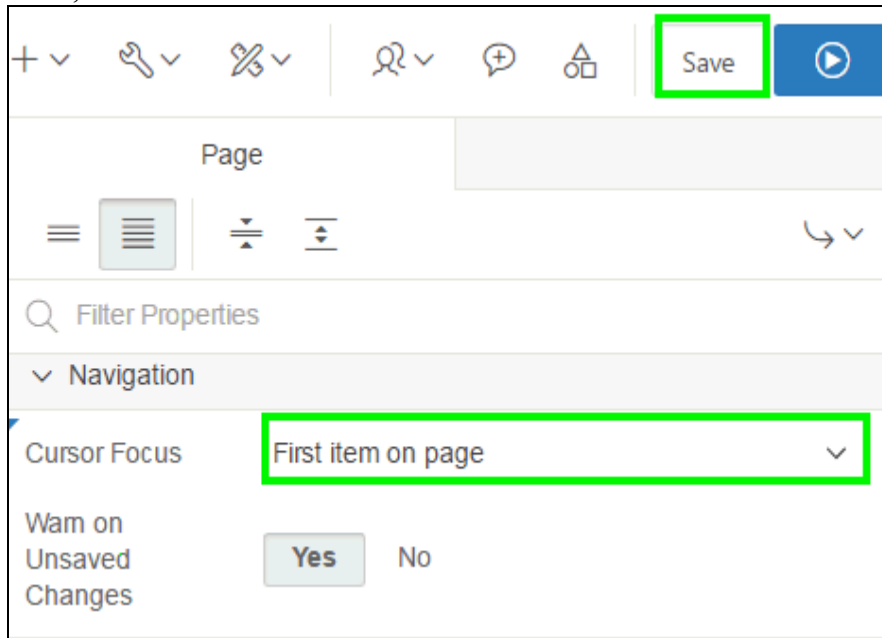 Save
Page
Filter Properties
Navigation
Cursor Focus
First item on page
Warn on
Unsaved
Changes
Yes No